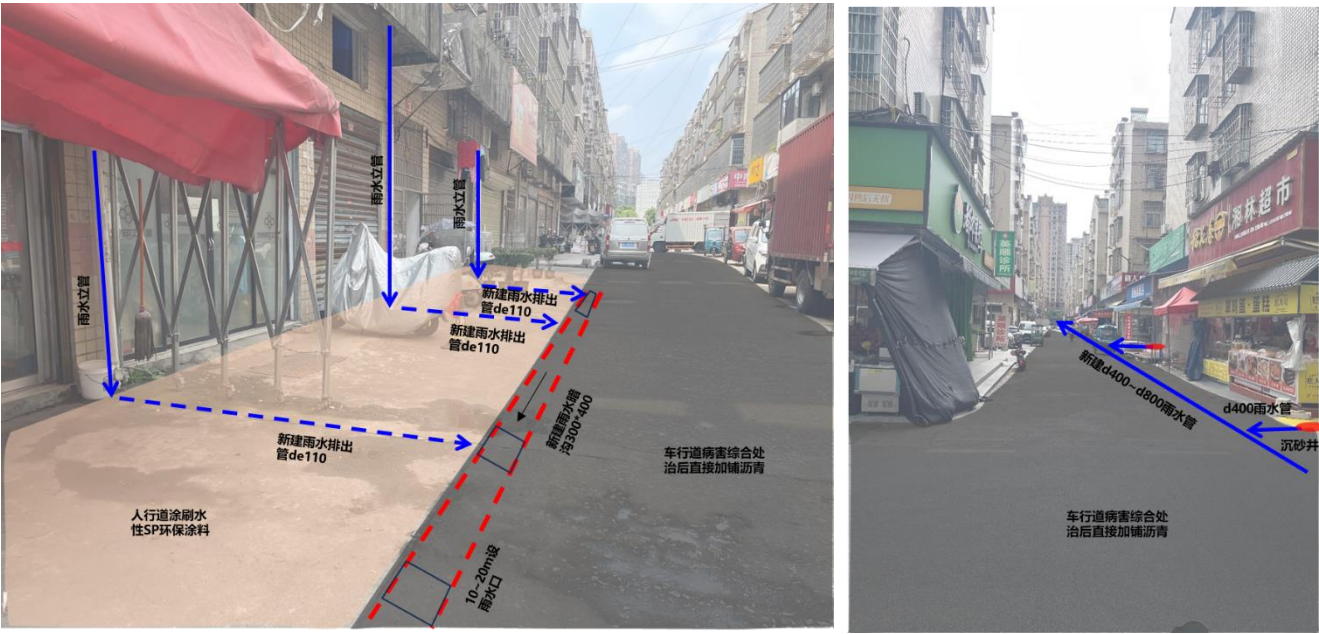 雨水立管
雨水立管
雨水立管
新建雨水排出
管de110
新建雨水排出
管de110
新建雨水排出
管de110
新建雨水暗
沟300*400
10~20m设
雨水口
人行道涂刷水
性SP环保涂料
车行道病害综合处
治后直接加铺沥青
新建d400~d800雨水管
d400雨水管
沉砂井
车行道病害综合处
治后直接加铺沥青
湘林超市